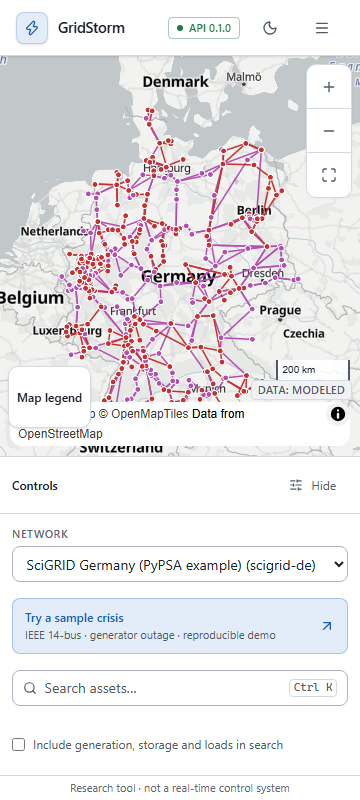 GridStorm
API 0.1.0
Denmark
Malmö
Hamburg
Berlin
Netherlands
Germany
Dresden
Belgium
Frankfurt
Prague
Luxembourg
Czechia
200 km
DATA: MODELED
Map legend
© OpenMapTiles Data from
OpenStreetMap
Switzerland
Controls
Hide
NETWORK
SciGRID Germany (PyPSA example) (scigrid-de)
Try a sample crisis
IEEE 14-bus · generator outage · reproducible demo
Search assets...
Ctrl K
Include generation, storage and loads in search
Research tool · not a real-time control system